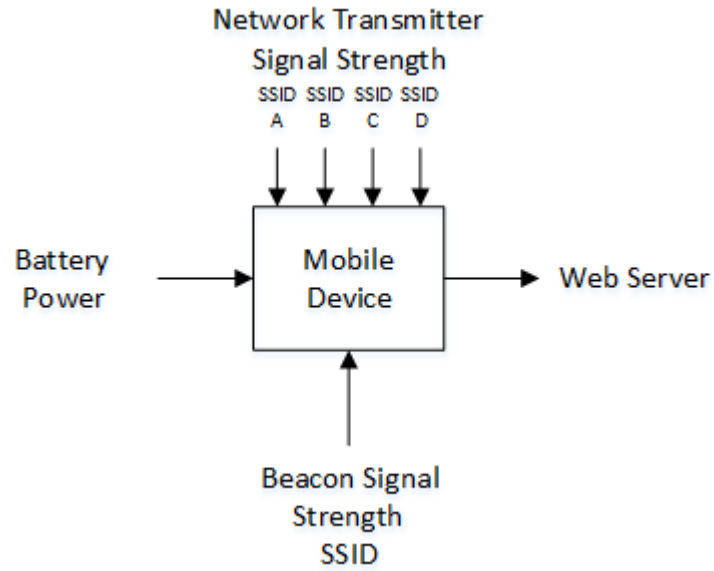 Network Transmitter
Signal Strength
SSID SSID SSID SSID
A B C D
Battery
Power
Mobile
Device
Web Server
Beacon Signal
Strength
SSID